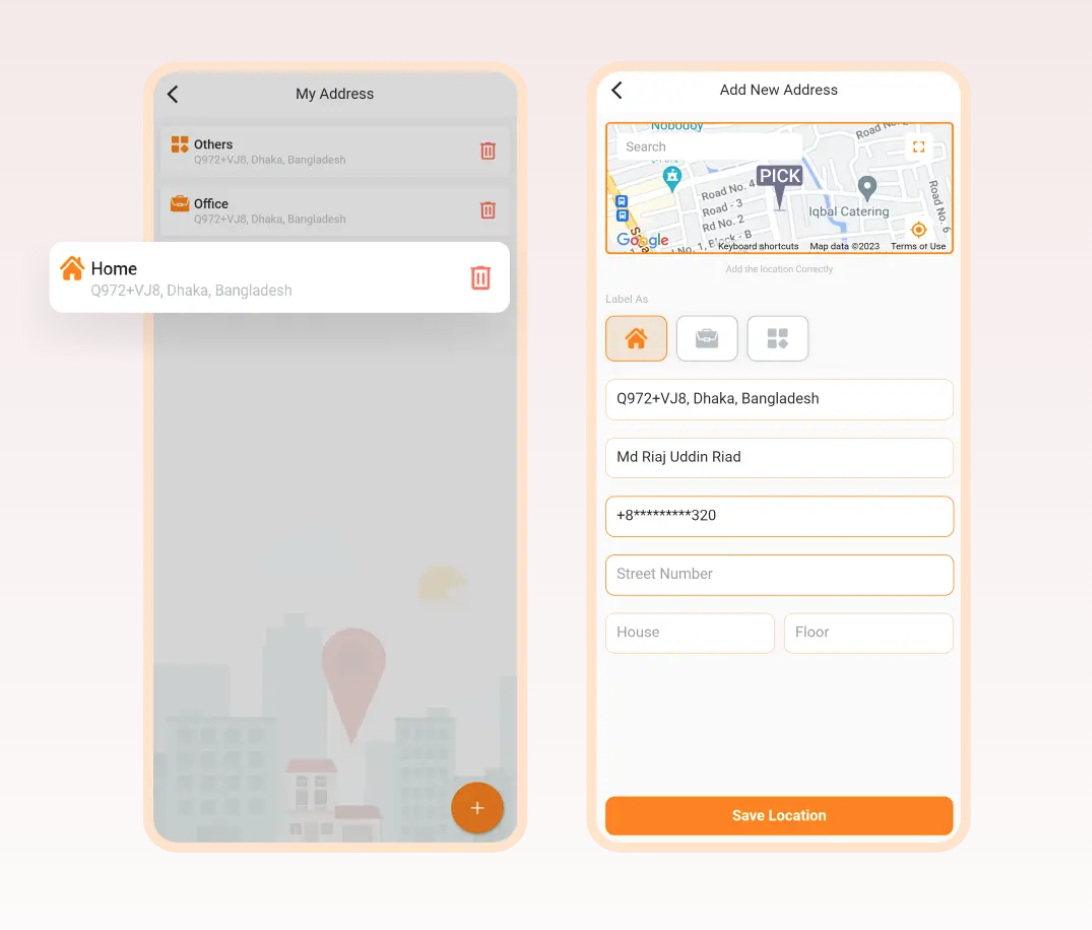 My Address
Others
Q972+VJ8, Dhaka, Bangladesh
Office
Q972+VJ8, Dhaka, Bangladesh
Home
Q972+VJ8, Dhaka, Bangladesh
+
Add New Address
Search
Road No. 4
Road - 3
Rd No. 2
PICK
Iqbal Catering
Road No. 6
Google
Keyboard shortcuts
Map data ©2023
Terms of Use
Add the location Correctly
Label As
Q972+VJ8, Dhaka, Bangladesh
Md Riaj Uddin Riad
+8*********320
Street Number
House
Floor
Save Location